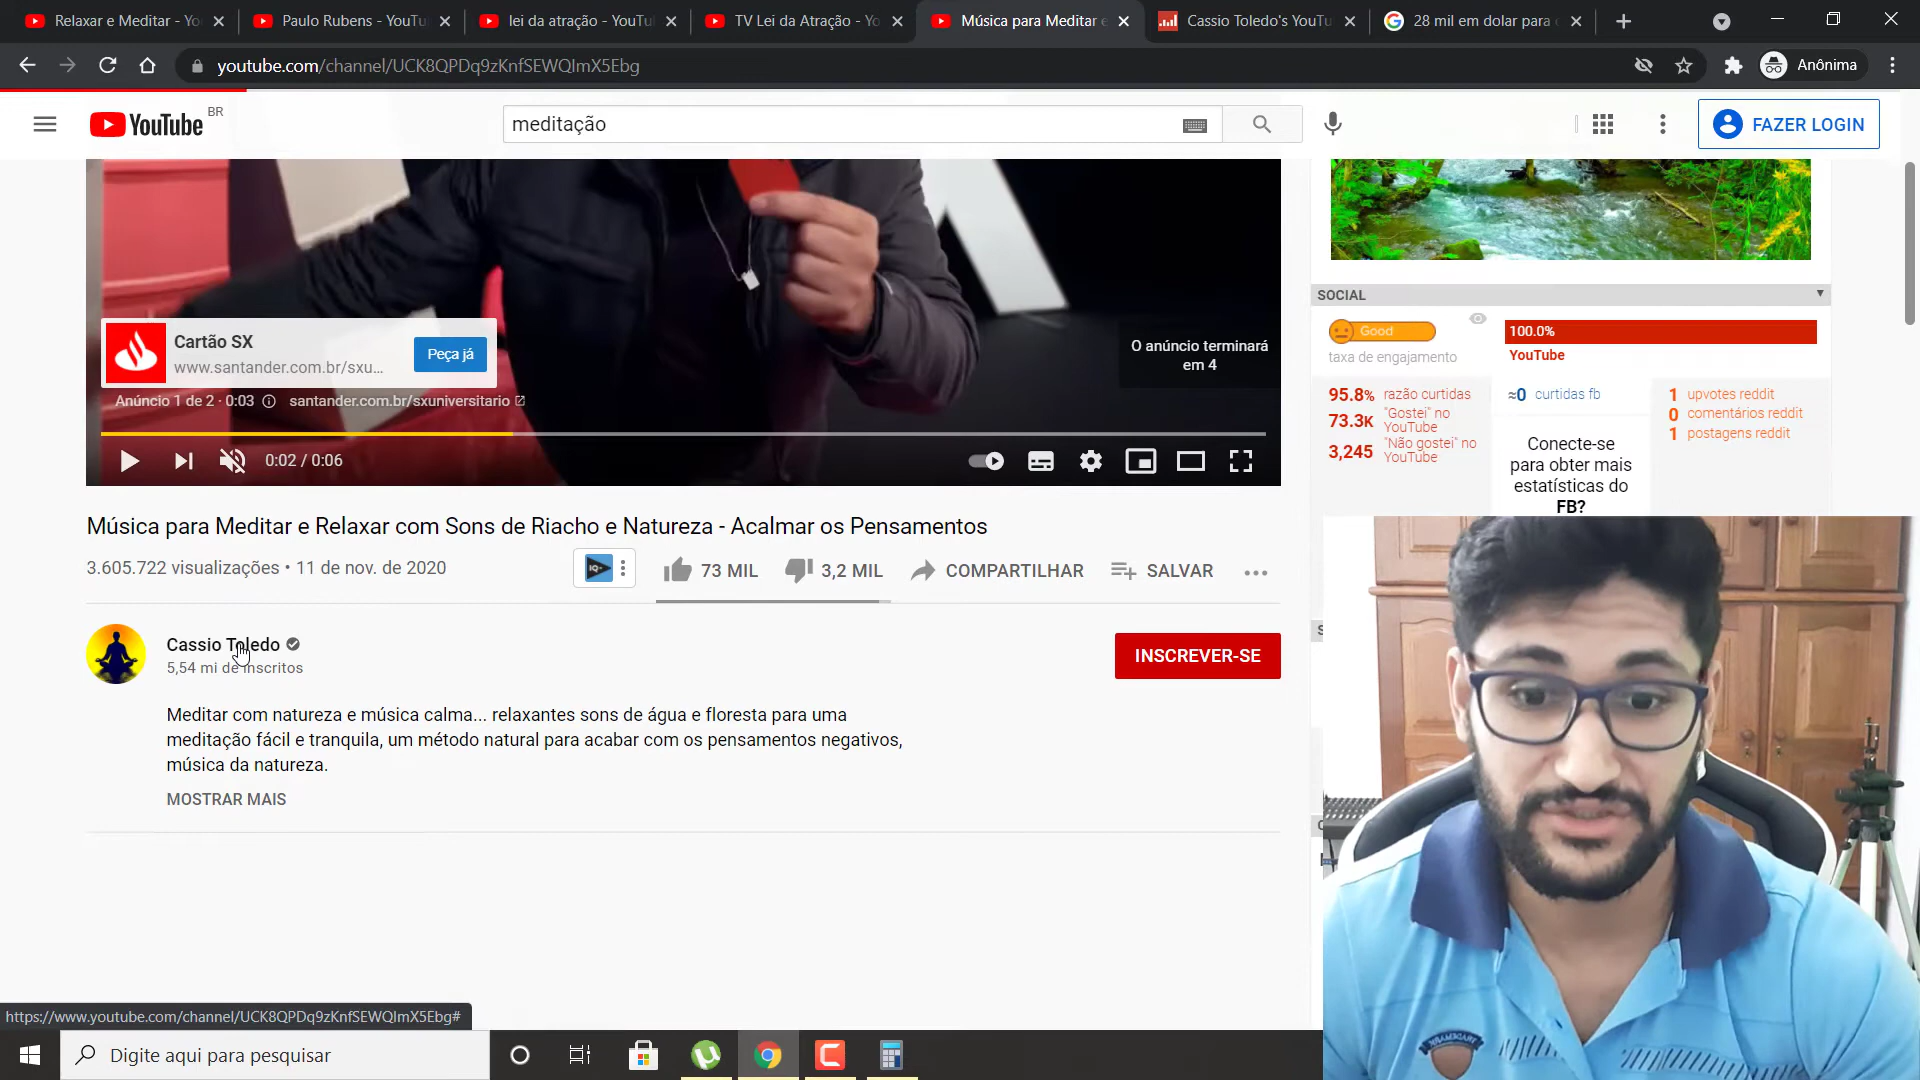 Relaxar e Meditar - Yo
Paulo Rubens - YouTu
lei da atração - YouTu
TV Lei da Atração - Yo
Música para Meditar e
Cassio Toledo's YouTu
28 mil em dolar para
youtube.com/channel/UCK8QPDq9zKnfSEWQImX5Ebg
Anônima
YouTube BR
meditação
FAZER LOGIN
Cartão SX
www.santander.com.br/sxu...
Peça já
O anúncio terminará
em 4
Anúncio 1 de 2 · 0:03
santander.com.br/sxuniversitario
0:02 / 0:06
SOCIAL
Good
taxa de engajamento
100.0%
YouTube
95.8% razão curtidas
73.3K "Gostei" no
YouTube
3,245 "Não gostei" no
YouTube
≈0 curtidas fb
Conecte-se
para obter mais
estatísticas do
FB?
1 upvotes reddit
0 comentários reddit
1 postagens reddit
Música para Meditar e Relaxar com Sons de Riacho e Natureza - Acalmar os Pensamentos
3.605.722 visualizações • 11 de nov. de 2020
IQ
73 MIL
3,2 MIL
COMPARTILHAR
SALVAR
Cassio Toledo
5,54 mi de inscritos
INSCREVER-SE
Meditar com natureza e música calma... relaxantes sons de água e floresta para uma
meditação fácil e tranquila, um método natural para acabar com os pensamentos negativos,
música da natureza.
MOSTRAR MAIS
https://www.youtube.com/channel/UCK8QPDq9zKnfSEWQImX5Ebg#
Digite aqui para pesquisar